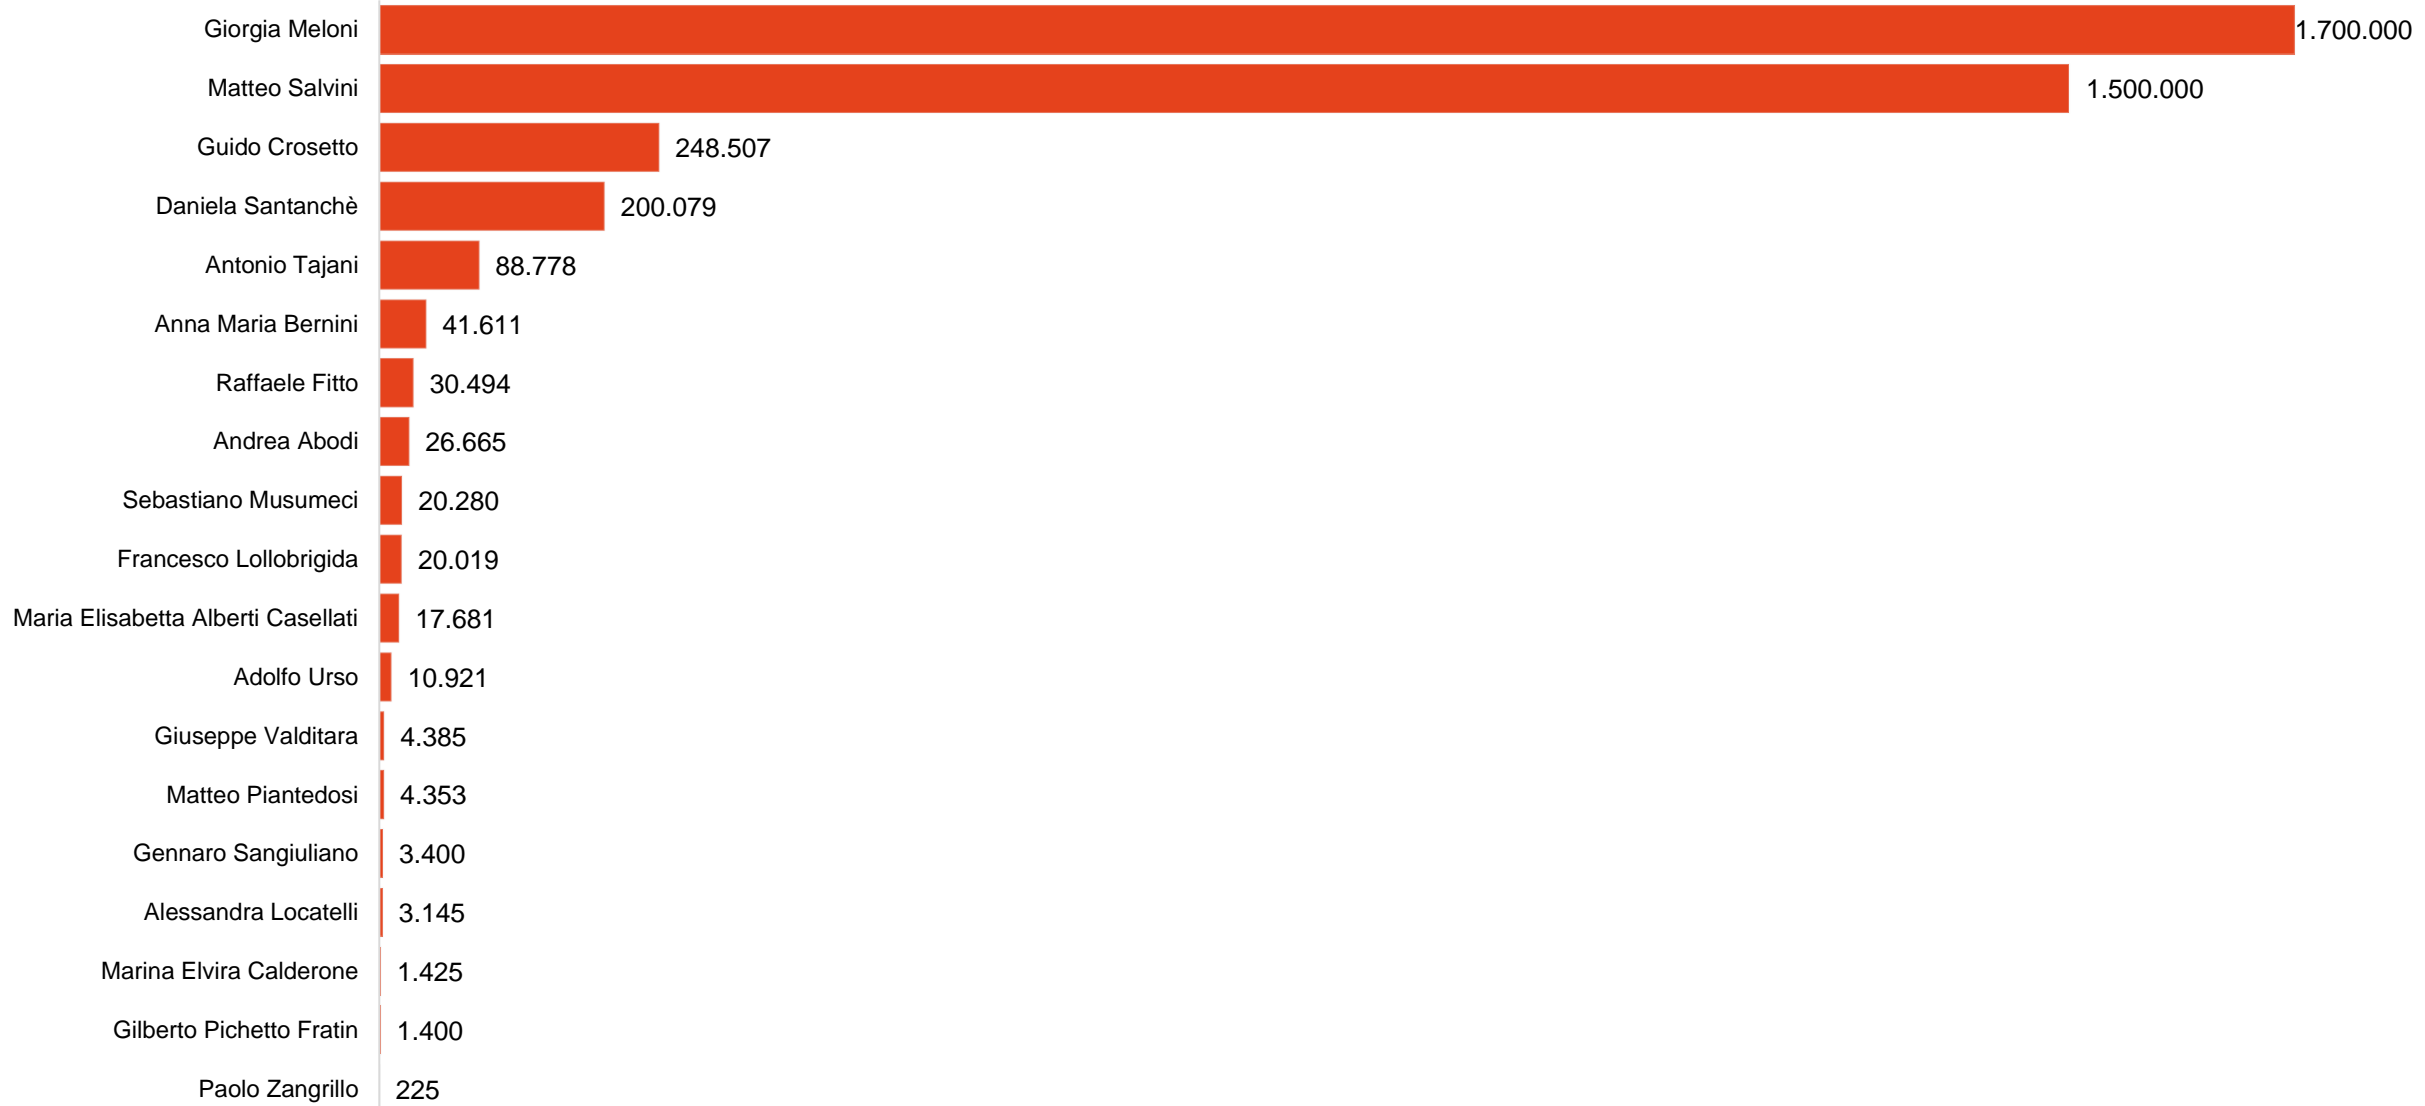 Giorgia Meloni 1.700.000
Matteo Salvini 1.500.000
Guido Crosetto 248.507
Daniela Santanchè 200.079
Antonio Tajani 88.778
Anna Maria Bernini 41.611
Raffaele Fitto 30.494
Andrea Abodi 26.665
Sebastiano Musumeci 20.280
Francesco Lollobrigida 20.019
Maria Elisabetta Alberti Casellati 17.681
Adolfo Urso 10.921
Giuseppe Valditara 4.385
Matteo Piantedosi 4.353
Gennaro Sangiuliano 3.400
Alessandra Locatelli 3.145
Marina Elvira Calderone 1.425
Gilberto Pichetto Fratin 1.400
Paolo Zangrillo 225